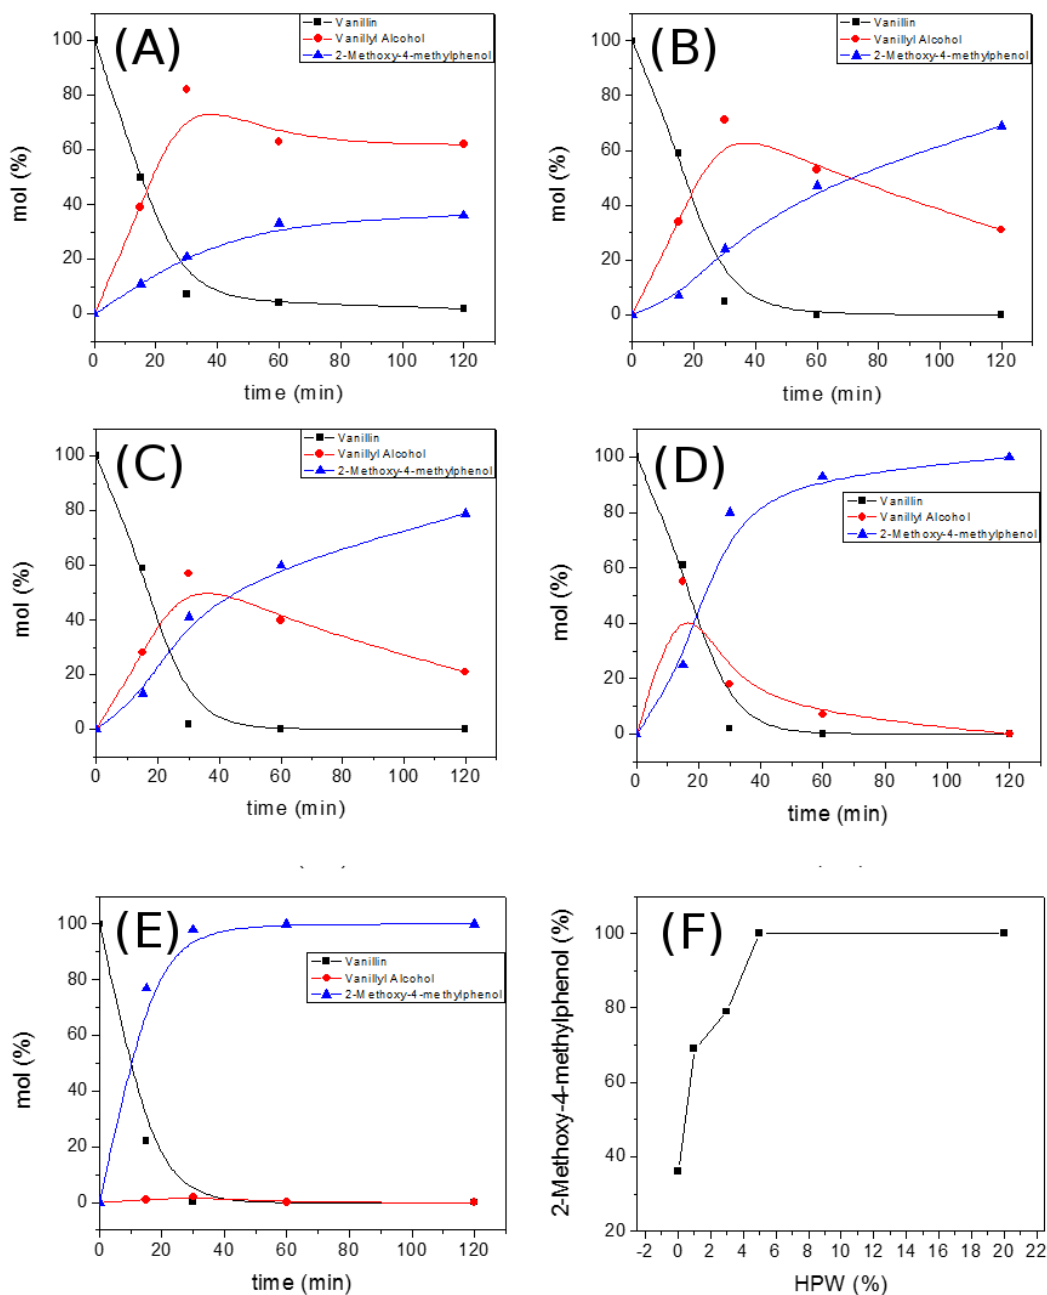 (A)
Vanillin
Vanillyl Alcohol
2-Methoxy-4-methylphenol
100
80
60
40
20
0
mol (%)
0 20 40 60 80 100 120
time (min)
(B)
Vanillin
Vanillyl Alcohol
2-Methoxy-4-methylphenol
100
80
60
40
20
0
mol (%)
0 20 40 60 80 100 120
time (min)
(C)
Vanillin
Vanillyl Alcohol
2-Methoxy-4-methylphenol
100
80
60
40
20
0
mol (%)
0 20 40 60 80 100 120
time (min)
(D)
Vanillin
Vanillyl Alcohol
2-Methoxy-4-methylphenol
100
80
60
40
20
0
mol (%)
0 20 40 60 80 100 120
time (min)
(E)
Vanillin
Vanillyl Alcohol
2-Methoxy-4-methylphenol
100
80
60
40
20
0
mol (%)
0 20 40 60 80 100 120
time (min)
(F)
100
80
60
40
20
2-Methoxy-4-methylphenol (%)
-2 0 2 4 6 8 10 12 14 16 18 20 22
HPW (%)